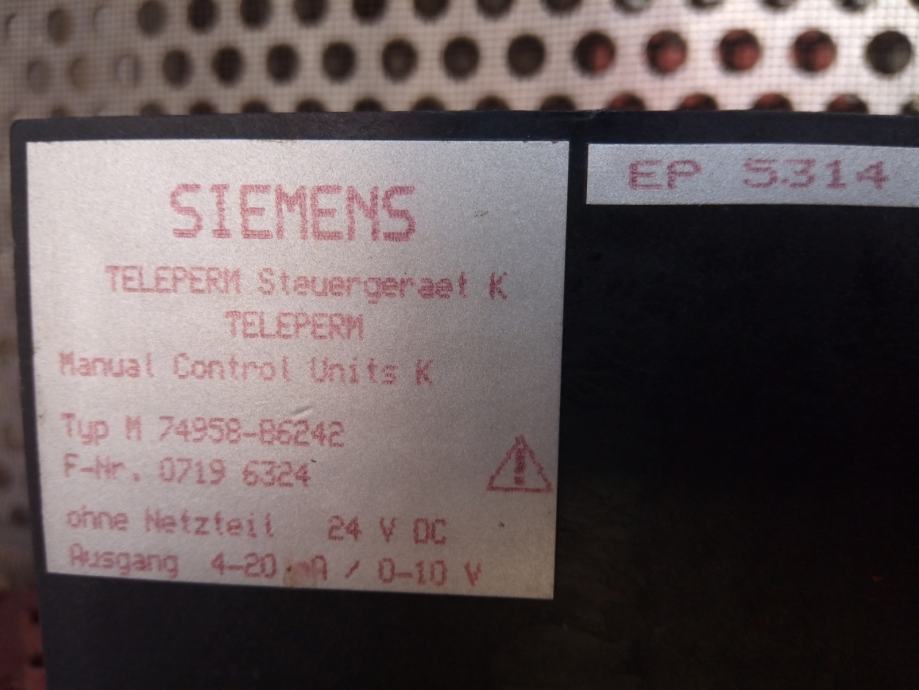 SIEMENS
TELEPERM Steuergeraet K
TELEPERM
Manual Control Units K
Typ M 74958-B6242
F-Nr. 0719 6324
ohne Netzteil 24 V DC
Ausgang 4-20 mA / 0-10 V
EP 5314